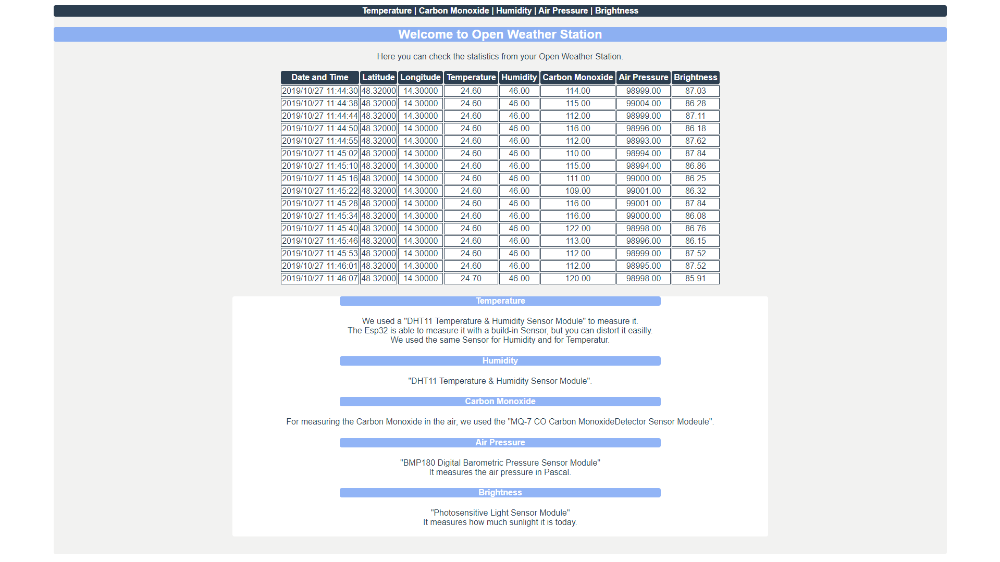 Temperature | Carbon Monoxide | Humidity | Air Pressure | Brightness
Welcome to Open Weather Station
Here you can check the statistics from your Open Weather Station.
Date and Time Latitude Longitude Temperature Humidity Carbon Monoxide Air Pressure Brightness
2019/10/27 11:44:30 48.32000 14.30000 24.60 46.00 114.00 98999.00 87.03
2019/10/27 11:44:38 48.32000 14.30000 24.60 46.00 115.00 99004.00 86.28
2019/10/27 11:44:44 48.32000 14.30000 24.60 46.00 112.00 98999.00 87.11
2019/10/27 11:44:50 48.32000 14.30000 24.60 46.00 116.00 98996.00 86.18
2019/10/27 11:44:55 48.32000 14.30000 24.60 46.00 112.00 98993.00 87.62
2019/10/27 11:45:02 48.32000 14.30000 24.60 46.00 110.00 98994.00 87.84
2019/10/27 11:45:10 48.32000 14.30000 24.60 46.00 115.00 98994.00 86.86
2019/10/27 11:45:16 48.32000 14.30000 24.60 46.00 111.00 99000.00 86.25
2019/10/27 11:45:22 48.32000 14.30000 24.60 46.00 109.00 99001.00 86.32
2019/10/27 11:45:28 48.32000 14.30000 24.60 46.00 116.00 99001.00 87.84
2019/10/27 11:45:34 48.32000 14.30000 24.60 46.00 116.00 99000.00 86.08
2019/10/27 11:45:40 48.32000 14.30000 24.60 46.00 122.00 98998.00 86.76
2019/10/27 11:45:46 48.32000 14.30000 24.60 46.00 113.00 98996.00 86.15
2019/10/27 11:45:53 48.32000 14.30000 24.60 46.00 112.00 98999.00 87.52
2019/10/27 11:46:01 48.32000 14.30000 24.60 46.00 112.00 98995.00 87.52
2019/10/27 11:46:07 48.32000 14.30000 24.70 46.00 120.00 98998.00 85.91
Temperature
We used a "DHT11 Temperature & Humidity Sensor Module" to measure it.
The Esp32 is able to measure it with a build-in Sensor, but you can distort it easilly.
We used the same Sensor for Humidity and for Temperatur.
Humidity
"DHT11 Temperature & Humidity Sensor Module".
Carbon Monoxide
For measuring the Carbon Monoxide in the air, we used the "MQ-7 CO Carbon MonoxideDetector Sensor Modeule".
Air Pressure
"BMP180 Digital Barometric Pressure Sensor Module"
It measures the air pressure in Pascal.
Brightness
"Photosensitive Light Sensor Module"
It measures how much sunlight it is today.